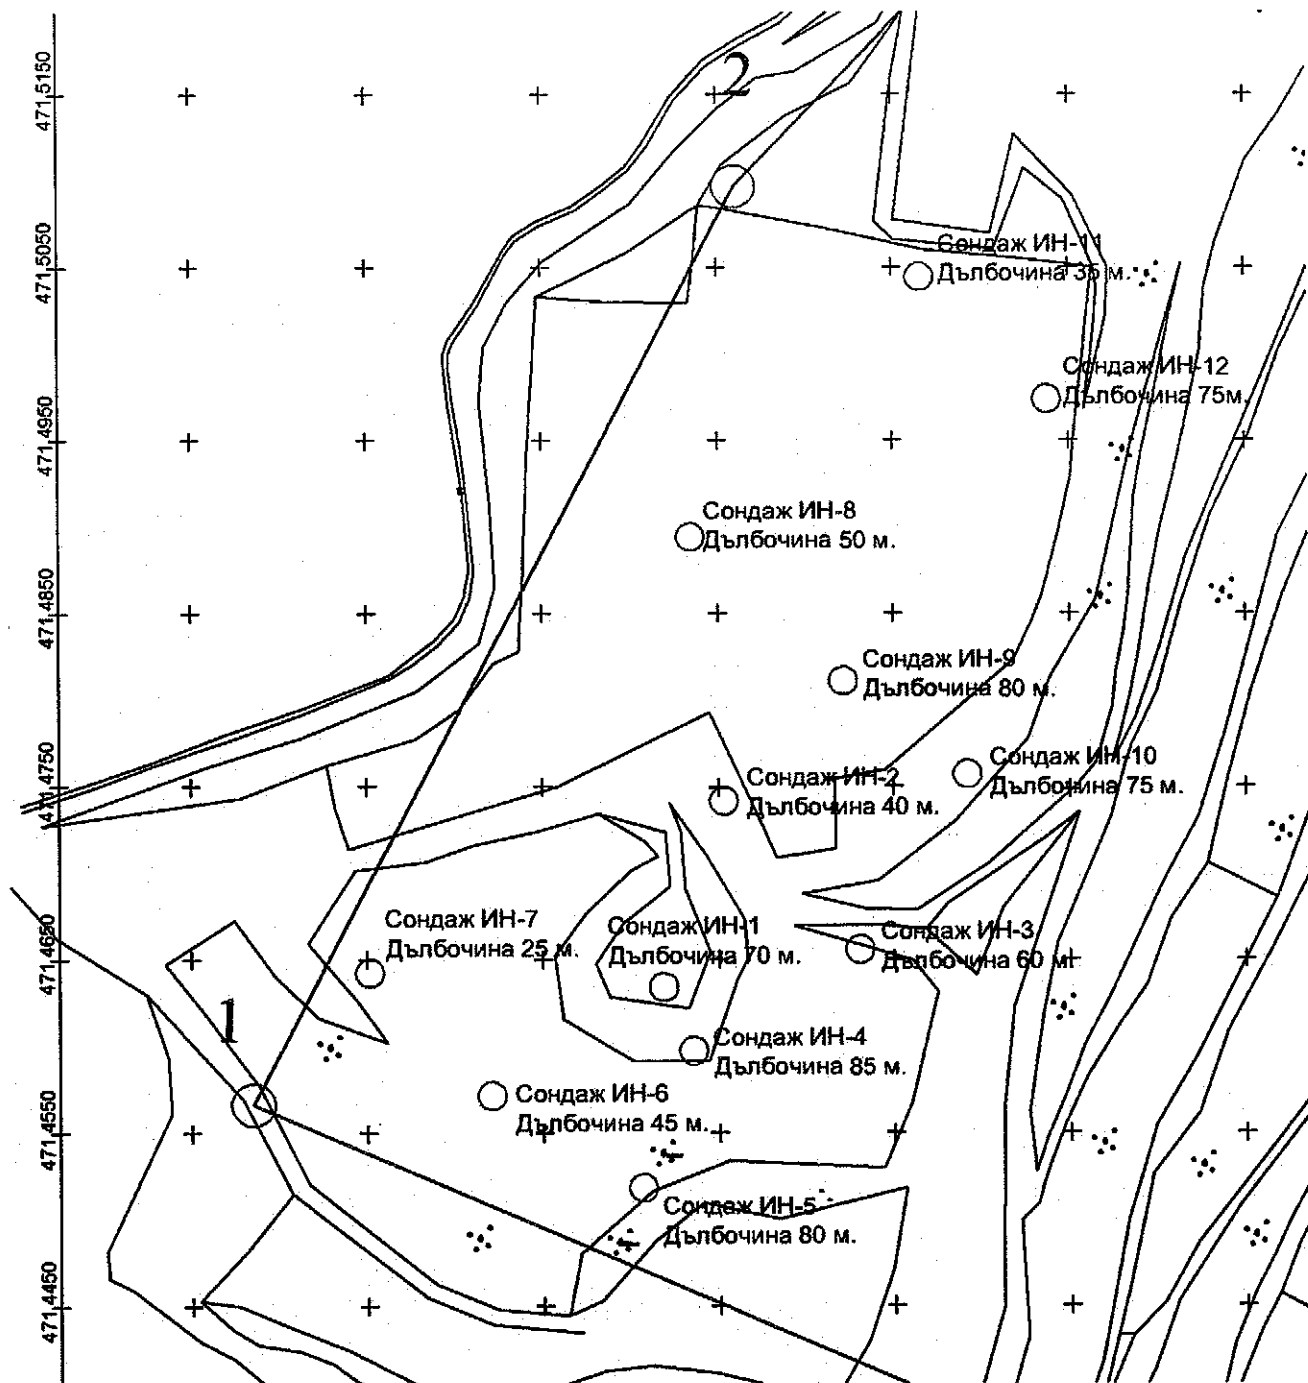 2
471,5150
471,5050
Сондаж ИН-11
Дълбочина 35 м.
Сондаж ИН-12
Дълбочина 75м.
471,4950
Сондаж ИН-8
Дълбочина 50 м.
471,4850
Сондаж ИН-9
Дълбочина 80 м.
471,4750
Сондаж ИН-10
Дълбочина 75 м.
Сондаж ИН-2
Дълбочина 40 м.
471,4650
Сондаж ИН-7
Дълбочина 25 м.
Сондаж ИН-1
Дълбочина 70 м.
Сондаж ИН-3
Дълбочина 60 м.
1
Сондаж ИН-4
Дълбочина 85 м.
471,4550
Сондаж ИН-6
Дълбочина 45 м.
Сондаж ИН-5
Дълбочина 80 м.
471,4450